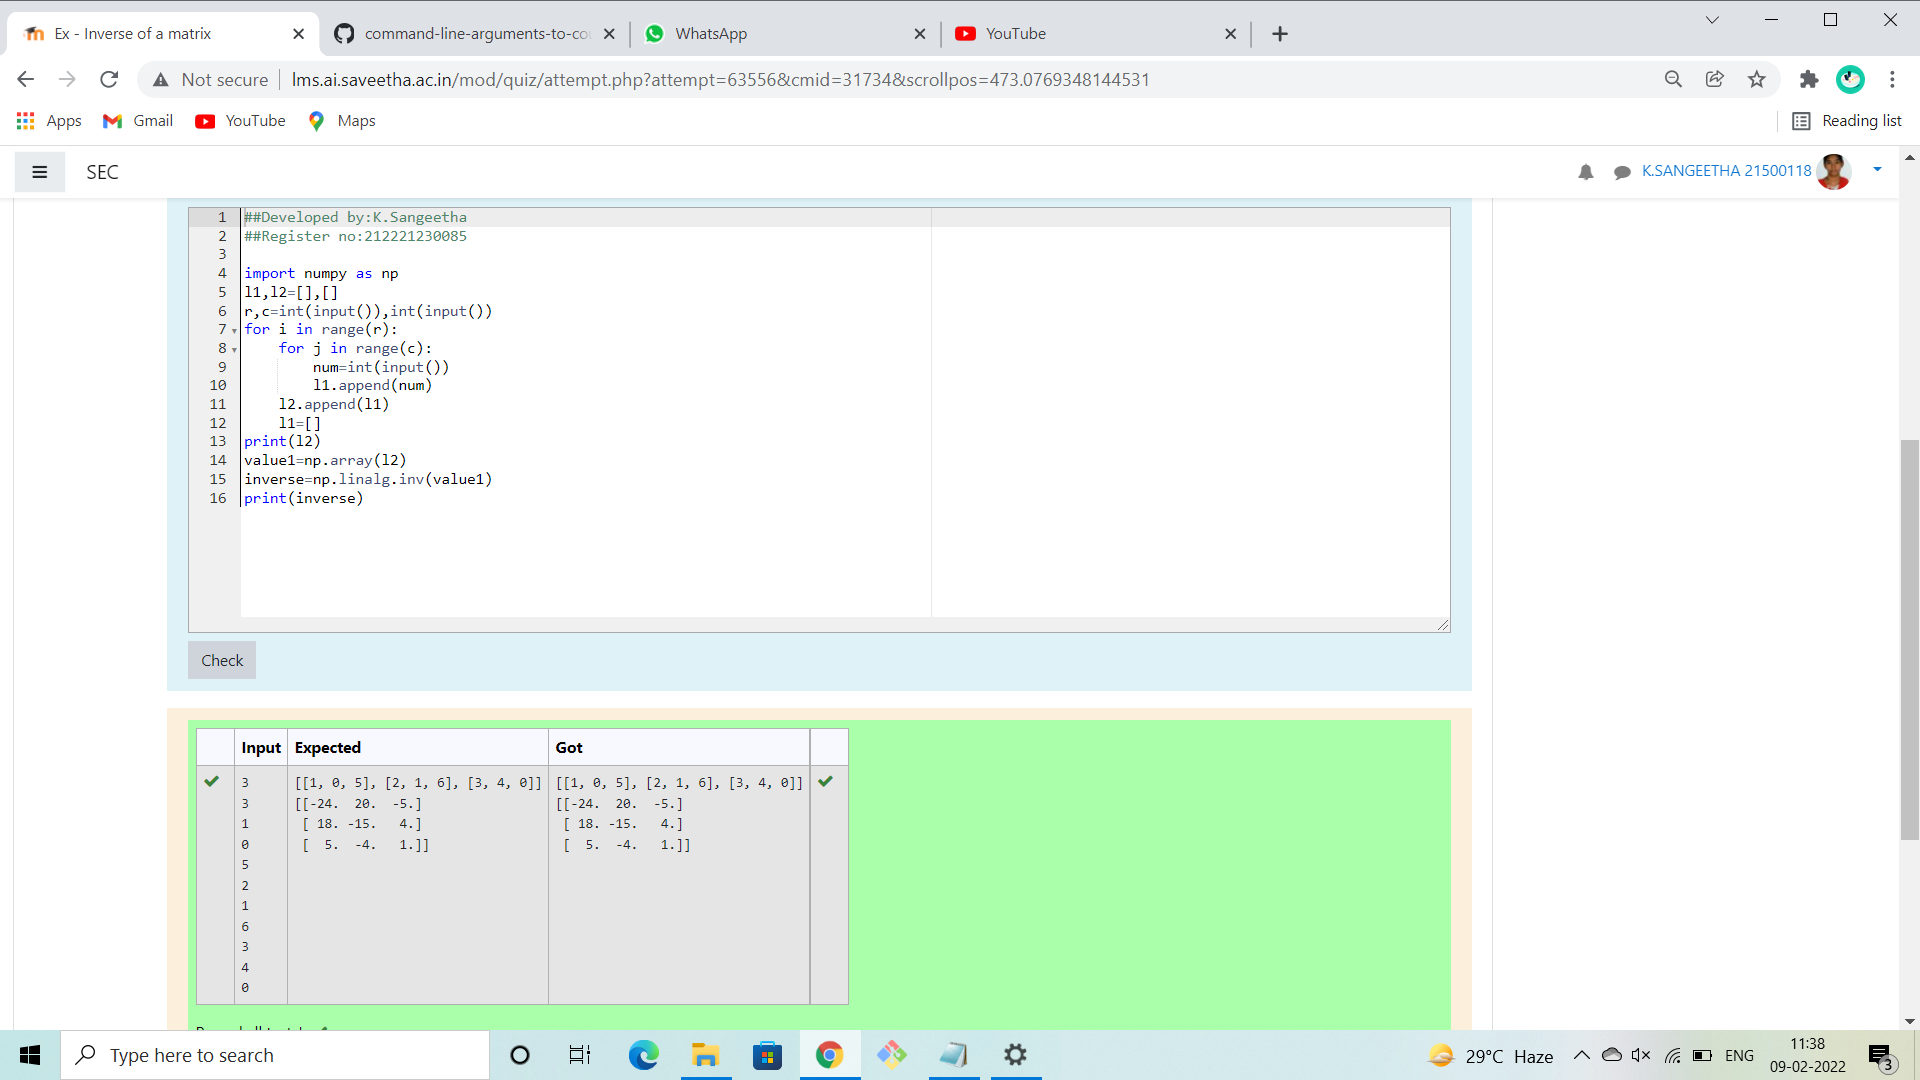 Ex - Inverse of a matrix
command-line-arguments-to-cou
WhatsApp
YouTube
Not secure
lms.ai.saveetha.ac.in/mod/quiz/attempt.php?attempt=63556&cmid=31734&scrollpos=473.0769348144531
Apps
Gmail
YouTube
Maps
Reading list
SEC
K.SANGEETHA 21500118
1 ##Developed by:K.Sangeetha
2 ##Register no:212221230085
3
4 import numpy as np
5 l1,l2=[],[]
6 r,c=int(input()),int(input())
7 for i in range(r):
8     for j in range(c):
9         num=int(input())
10         l1.append(num)
11     l2.append(l1)
12     l1=[]
13 print(l2)
14 value1=np.array(l2)
15 inverse=np.linalg.inv(value1)
16 print(inverse)
Check
Input Expected Got
3 [[1, 0, 5], [2, 1, 6], [3, 4, 0]] [[1, 0, 5], [2, 1, 6], [3, 4, 0]]
3 [[-24.  20.  -5.] [[-24.  20.  -5.]
1 [ 18. -15.   4.] [ 18. -15.   4.]
0 [  5.  -4.   1.]] [  5.  -4.   1.]]
5
2
1
6
3
4
0
Type here to search
29°C Haze
ENG
11:38
09-02-2022
3